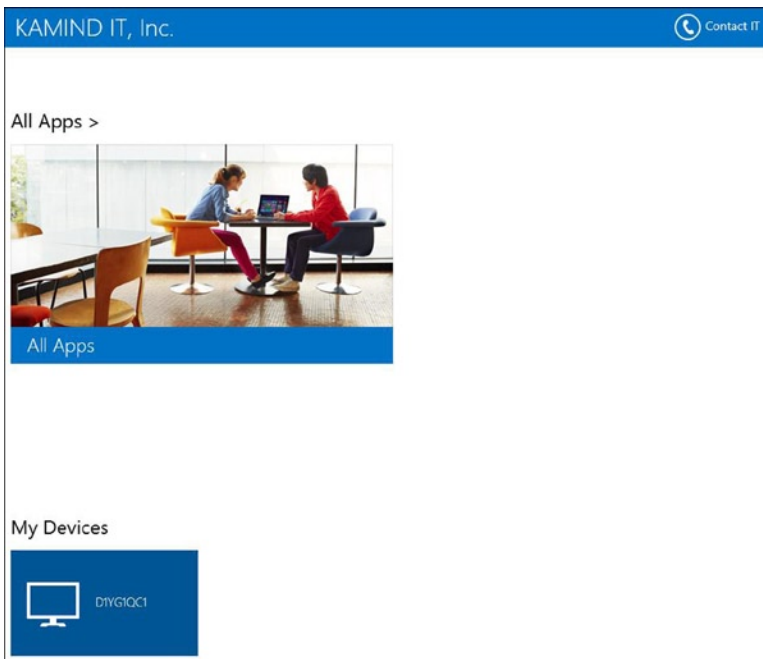 KAMIND IT, Inc.
Contact IT
All Apps >
All Apps
My Devices
D1YG1QC1